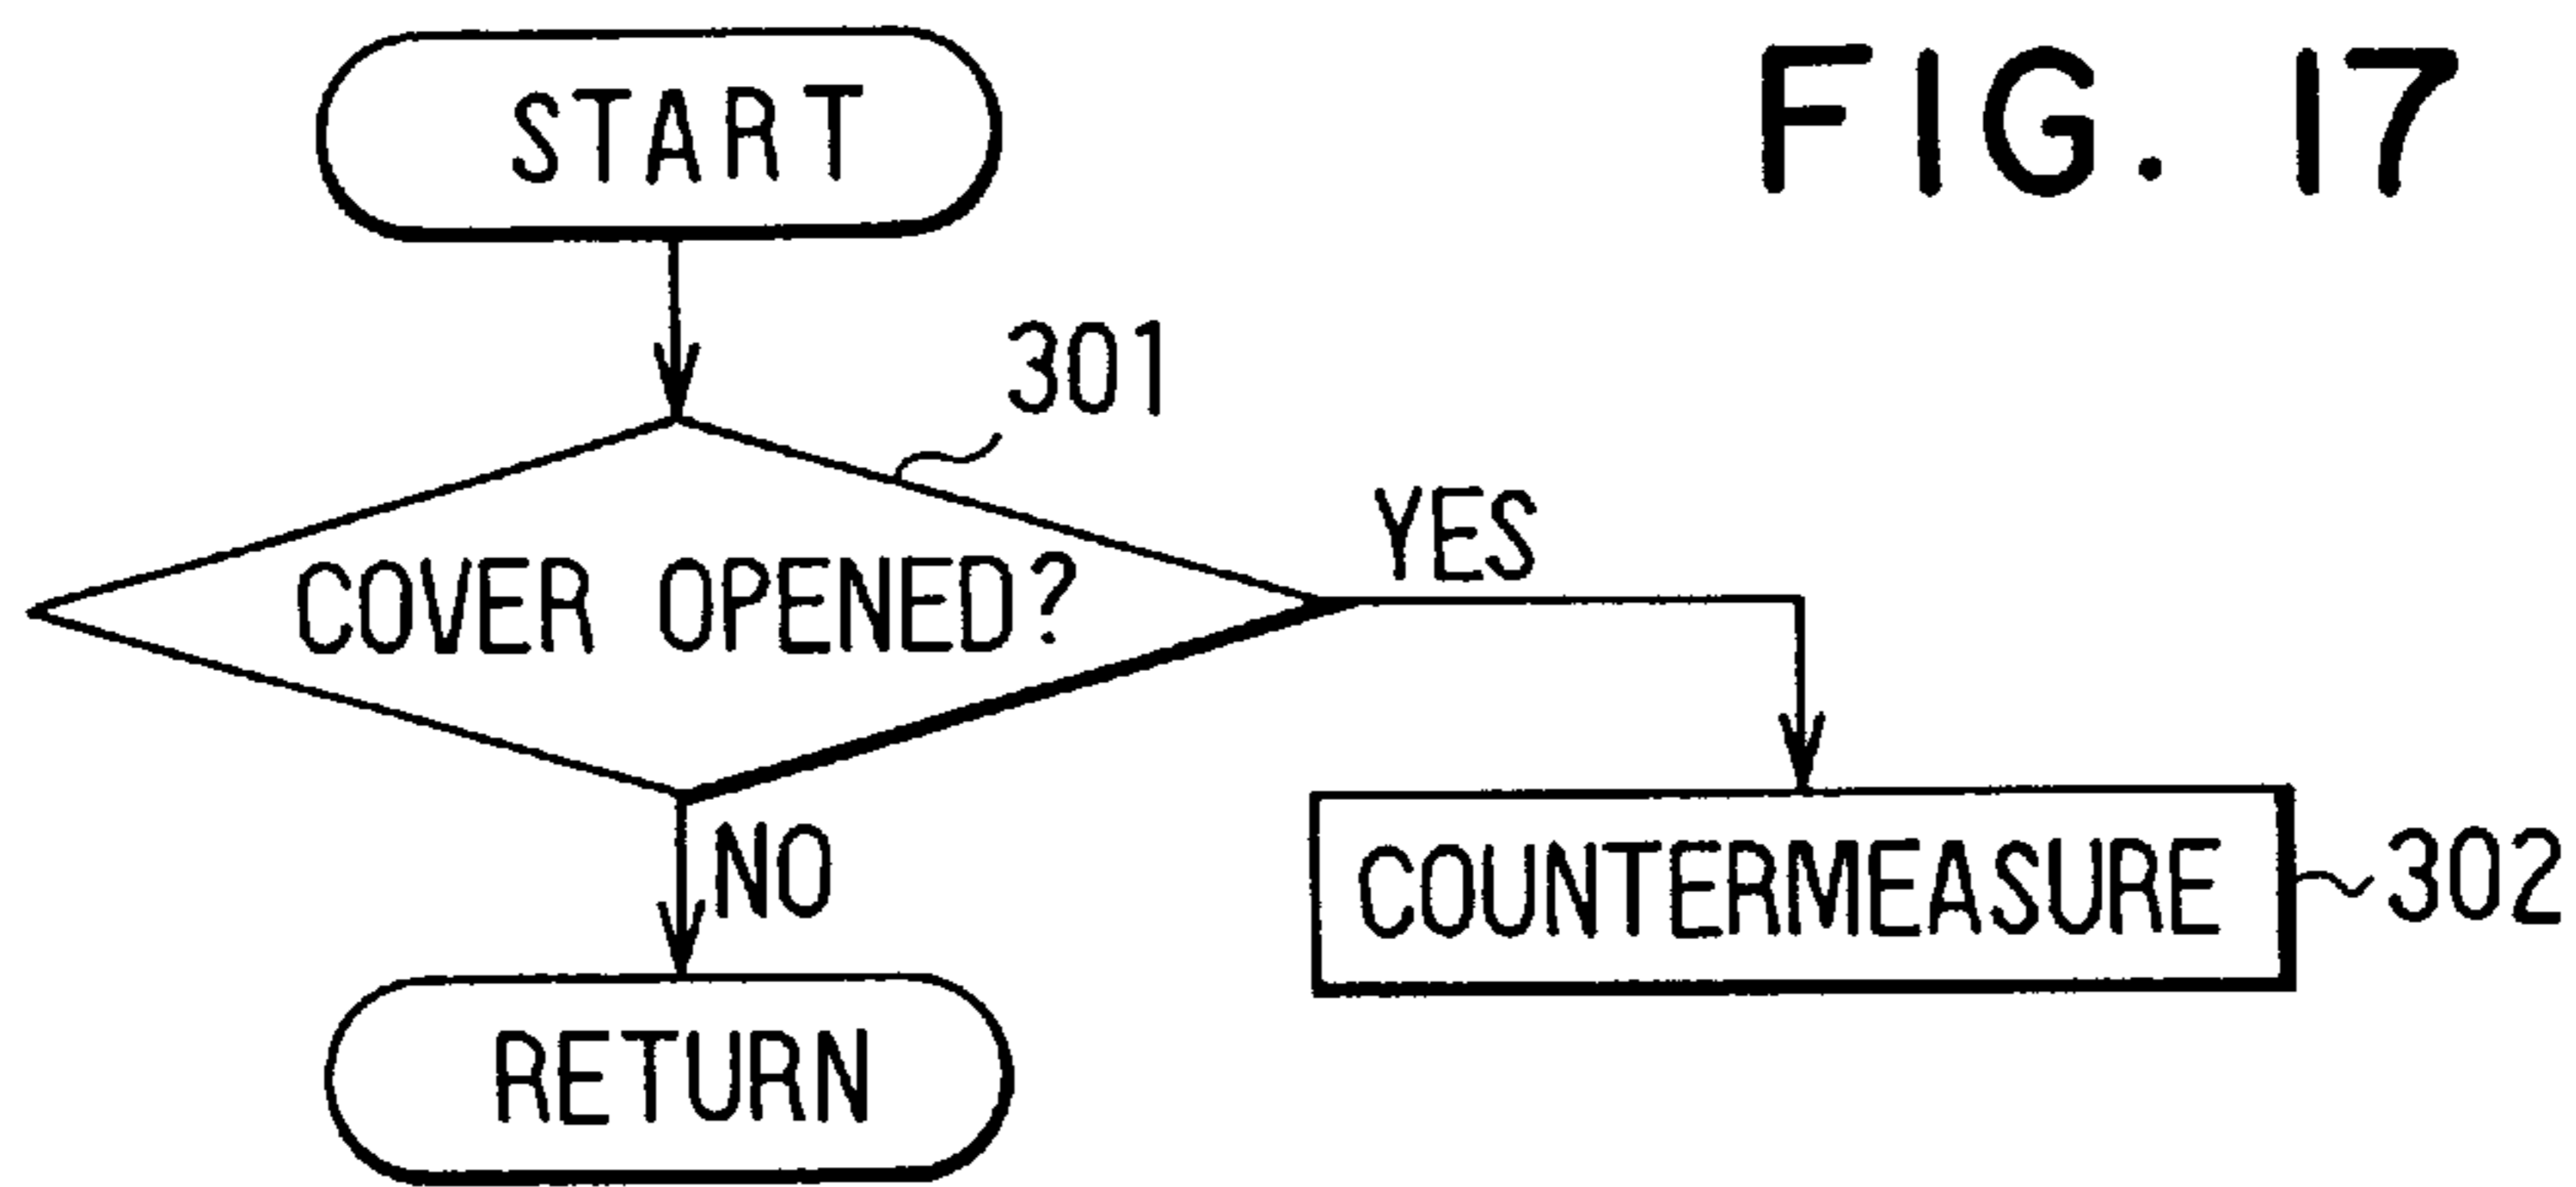 FIG. 17
START
301
COVER OPENED?
YES
NO
COUNTERMEASURE
302
RETURN